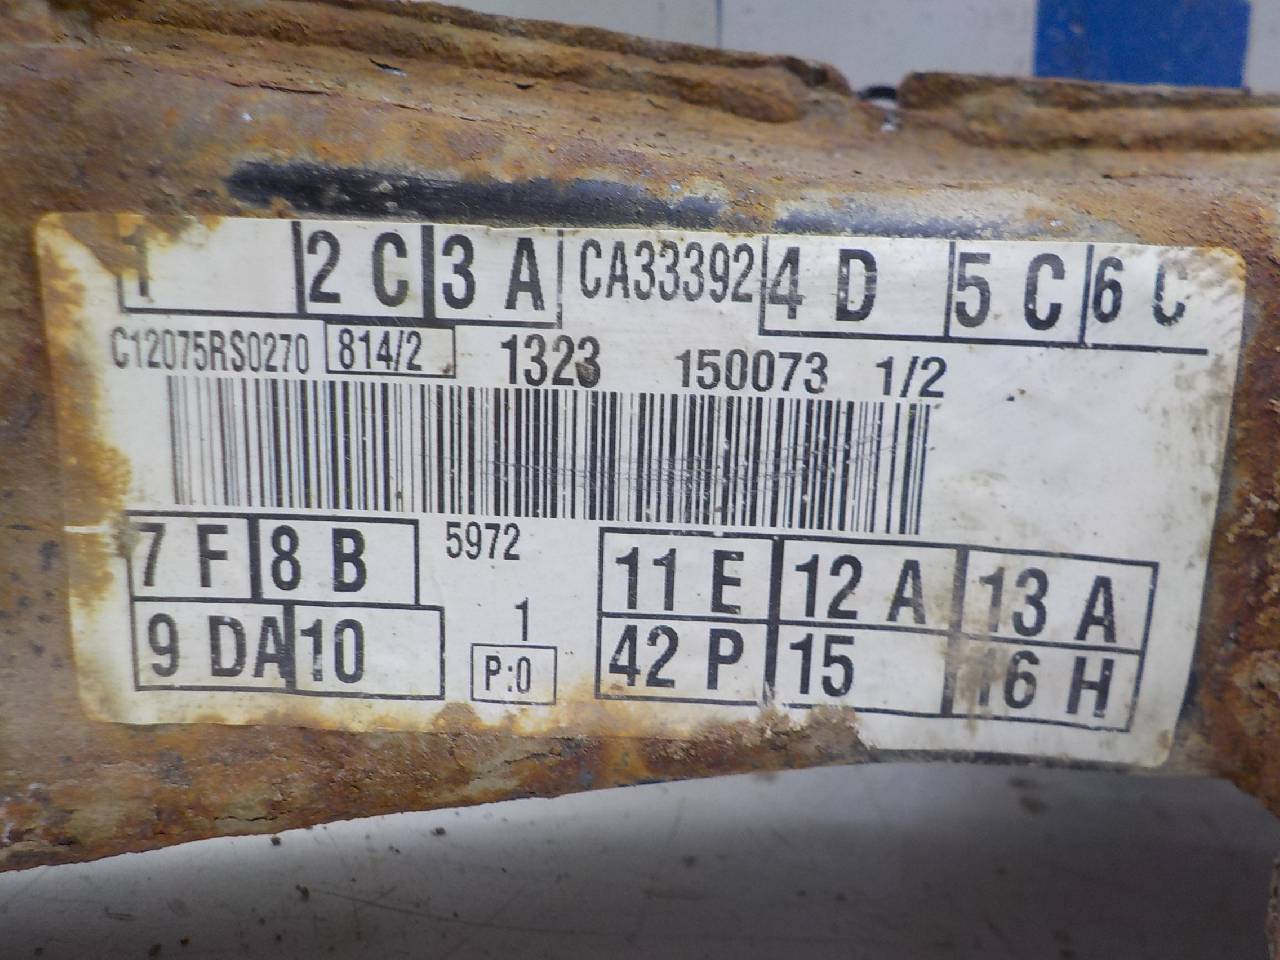 1 2 C 3 A CA33392 4 D 5 C 6 C
C12075RS0270 814/2 1323 150073 1/2
7 F 8 B 5972 11 E 12 A 13 A
1
9 DA 10 P:0 42 P 15 16 H